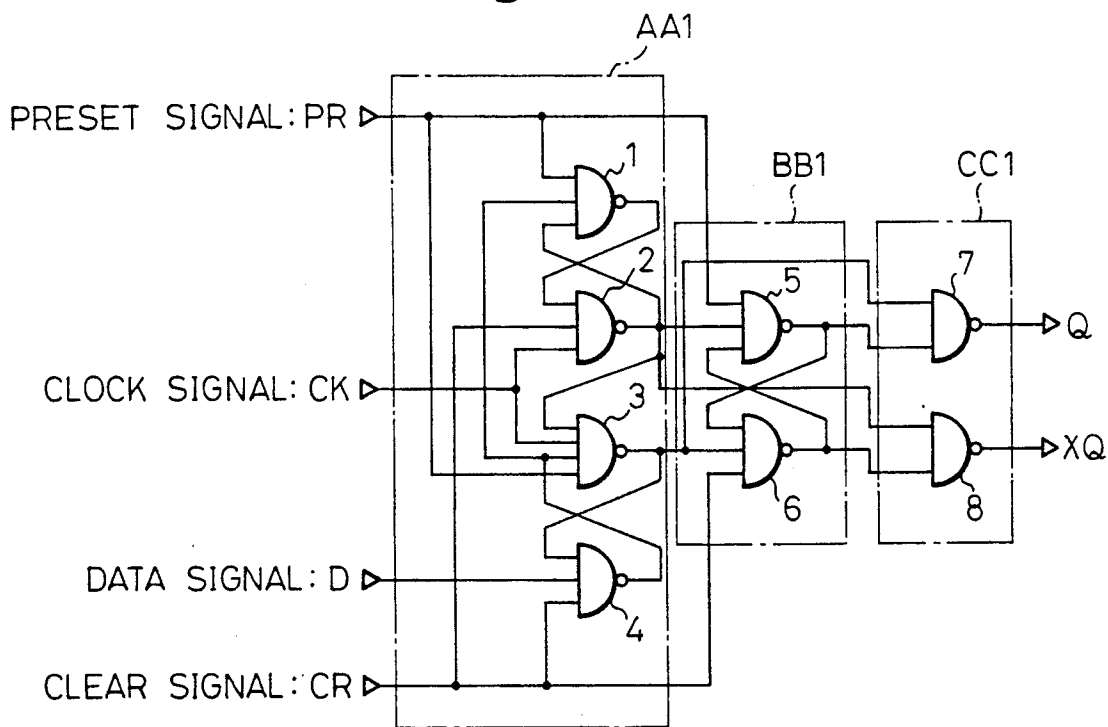 AA1
PRESET SIGNAL: PR
1
BB1
CC1
2
5
7
Q
CLOCK SIGNAL: CK
3
XQ
6
8
DATA SIGNAL: D
4
CLEAR SIGNAL: CR